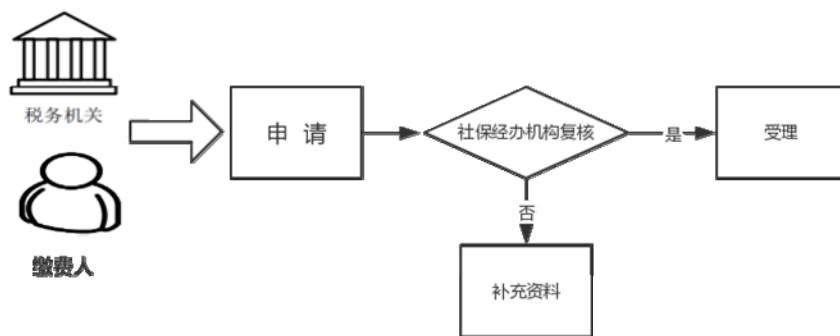 税务机关
缴费人
申 请
社保经办机构复核
是
受理
否
补充资料